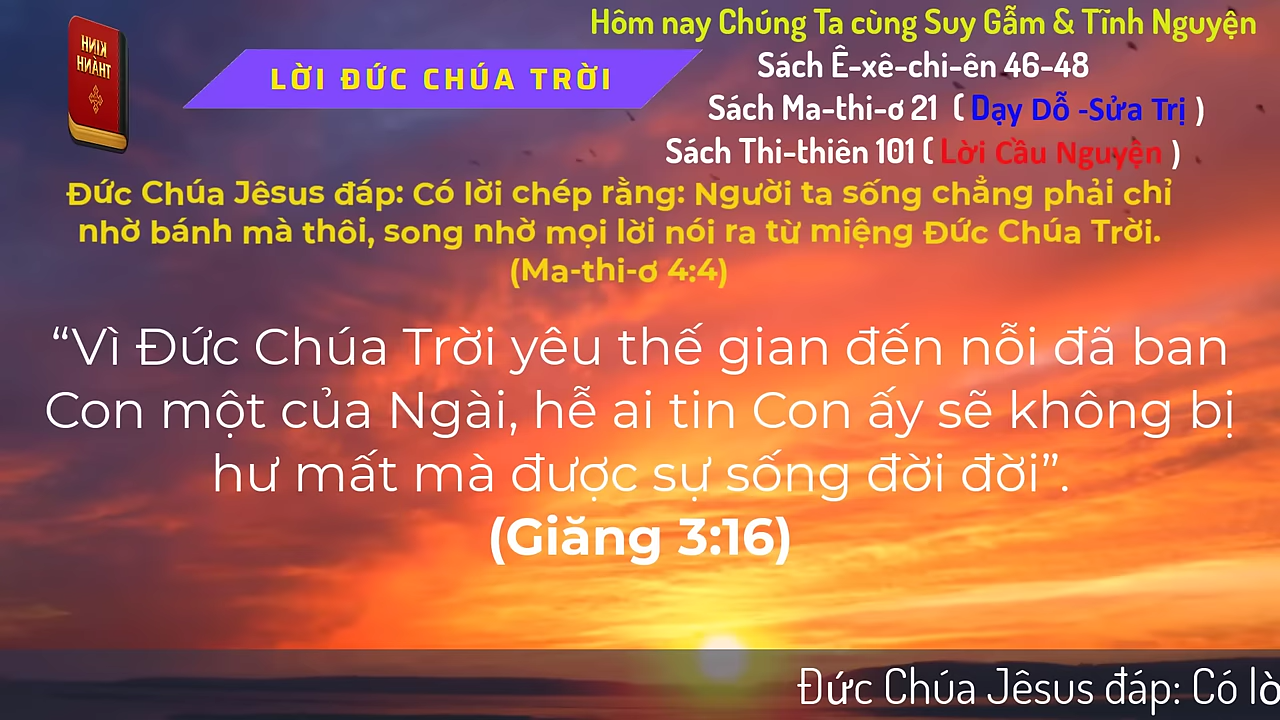 KINH
THÁNH
LỜI ĐỨC CHÚA TRỜI
Hôm nay Chúng Ta cùng Suy Gẫm & Tĩnh Nguyện
Sách Ê-xê-chi-ên 46-48
Sách Ma-thi-ơ 21 ( Dạy Dỗ -Sửa Trị )
Sách Thi-thiên 101 ( Lời Cầu Nguyện )
Đức Chúa Jêsus đáp: Có lời chép rằng: Người ta sống chẳng phải chỉ
nhờ bánh mà thôi, song nhờ mọi lời nói ra từ miệng Đức Chúa Trời.
(Ma-thi-ơ 4:4)
“Vì Đức Chúa Trời yêu thế gian đến nỗi đã ban
Con một của Ngài, hễ ai tin Con ấy sẽ không bị
hư mất mà được sự sống đời đời”.
(Giăng 3:16)
Đức Chúa Jêsus đáp: Có lờ